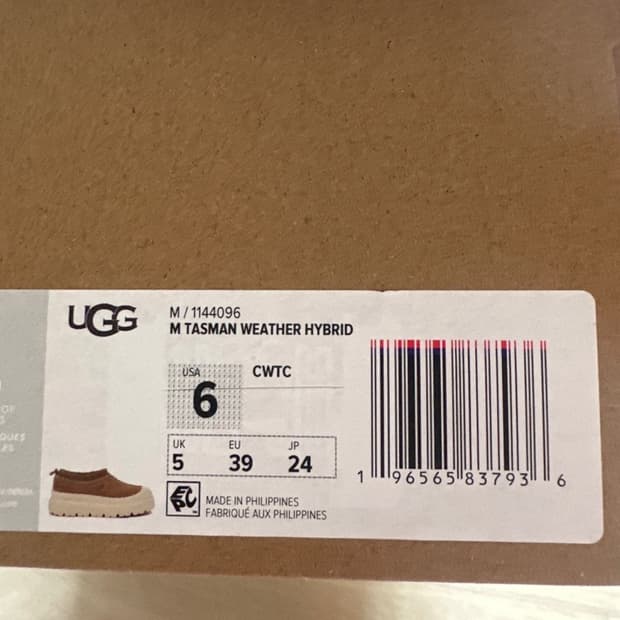 UGG
M / 1144096
M TASMAN WEATHER HYBRID
USA
6
CWTC
UK EU JP
5 39 24
MADE IN PHILIPPINES
FABRIQUÉ AUX PHILIPPINES
1 96565 83793 6